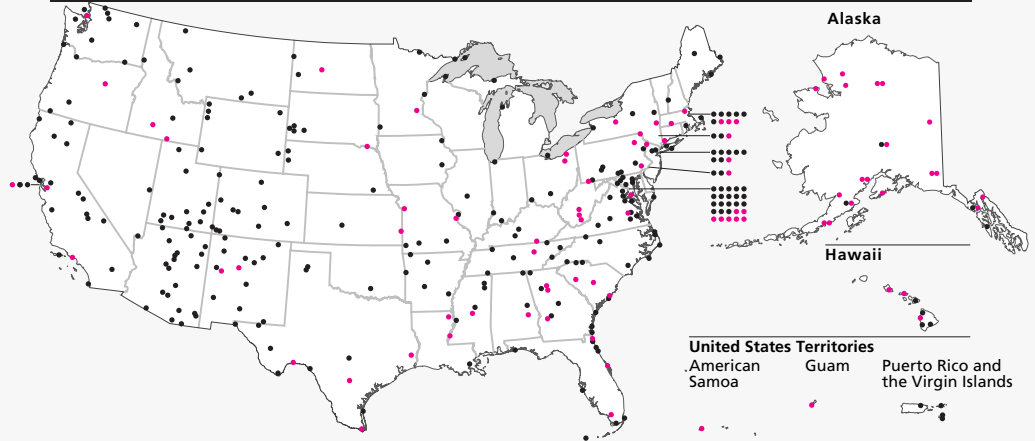 Alaska
Hawaii
United States Territories
American
Samoa
Guam
Puerto Rico and
the Virgin Islands